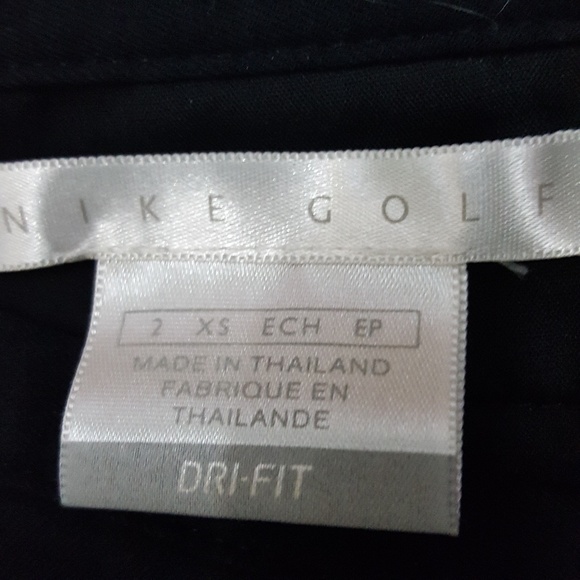 NIKE GOLF
2 XS ECH EP
MADE IN THAILAND
FABRIQUE EN
THAILANDE
DRI-FIT